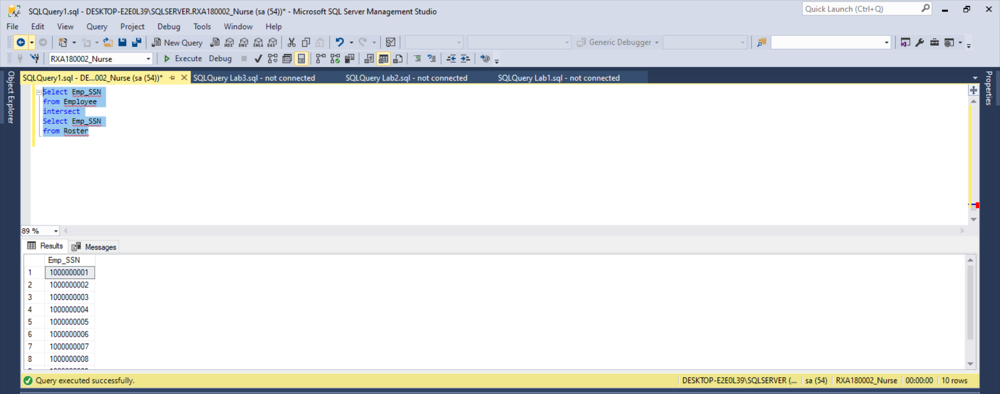 SQLQuery1.sql - DESKTOP-E2E0L39\SQLSERVER.RXA180002_Nurse (sa (54))* - Microsoft SQL Server Management Studio
Quick Launch (Ctrl+Q)
File Edit View Query Project Debug Tools Window Help
New Query MDX DMX XMLA DAX Generic Debugger
RXA180002_Nurse Execute Debug
Object Explorer
SQLQuery1.sql - DE...002_Nurse (sa (54))* SQLQuery Lab3.sql - not connected SQLQuery Lab2.sql - not connected SQLQuery Lab1.sql - not connected
Properties
Select Emp_SSN
from Employee
intersect
Select Emp_SSN
from Roster
89 %
Results Messages
Emp_SSN
1 1000000001
2 1000000002
3 1000000003
4 1000000004
5 1000000005
6 1000000006
7 1000000007
8 1000000008
Query executed successfully. DESKTOP-E2E0L39\SQLSERVER (... sa (54) RXA180002_Nurse 00:00:00 10 rows